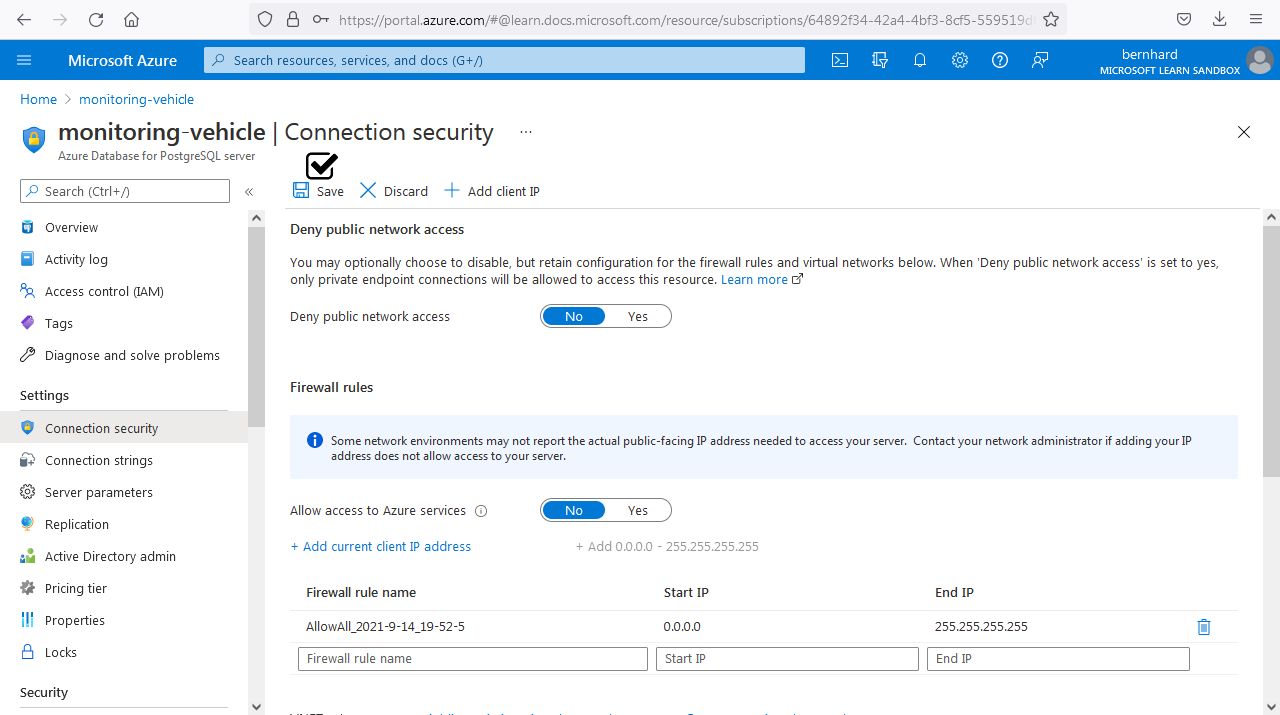 https://portal.azure.com/#@learn.docs.microsoft.com/resource/subscriptions/64892f34-42a4-4bf3-8cf5-559519d
Microsoft Azure
Search resources, services, and docs (G+/)
bernhard
MICROSOFT LEARN SANDBOX
Home > monitoring-vehicle
monitoring-vehicle | Connection security ...
Azure Database for PostgreSQL server
Search (Ctrl+/) «
Save Discard + Add client IP
Overview
Activity log
Access control (IAM)
Tags
Diagnose and solve problems
Settings
Connection security
Connection strings
Server parameters
Replication
Active Directory admin
Pricing tier
Properties
Locks
Security
Deny public network access
You may optionally choose to disable, but retain configuration for the firewall rules and virtual networks below. When 'Deny public network access' is set to yes,
only private endpoint connections will be allowed to access this resource. Learn more
Deny public network access No Yes
Firewall rules
Some network environments may not report the actual public-facing IP address needed to access your server. Contact your network administrator if adding your IP
address does not allow access to your server.
Allow access to Azure services No Yes
+ Add current client IP address + Add 0.0.0.0 - 255.255.255.255
Firewall rule name Start IP End IP
AllowAll_2021-9-14_19-52-5 0.0.0.0 255.255.255.255
Firewall rule name Start IP End IP